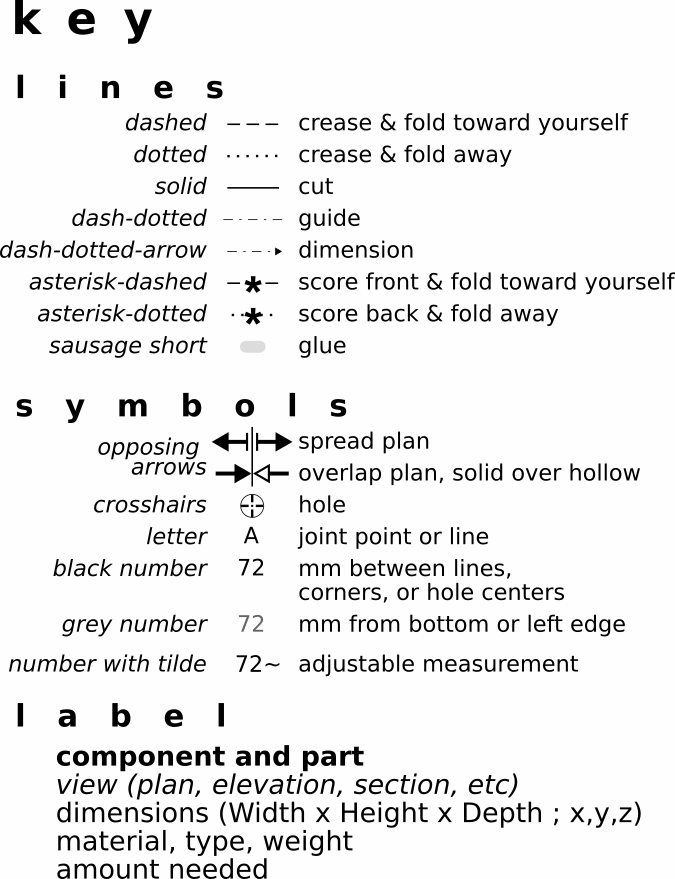 key
lines
dashed crease & fold toward yourself
dotted crease & fold away
solid cut
dash-dotted guide
dash-dotted-arrow dimension
asterisk-dashed * score front & fold toward yourself
asterisk-dotted * score back & fold away
sausage short glue
symbols
opposing spread plan
arrows overlap plan, solid over hollow
crosshairs hole
letter A joint point or line
black number 72 mm between lines,
corners, or hole centers
grey number 72 mm from bottom or left edge
number with tilde 72~ adjustable measurement
label
component and part
view (plan, elevation, section, etc)
dimensions (Width x Height x Depth ; x,y,z)
material, type, weight
amount needed